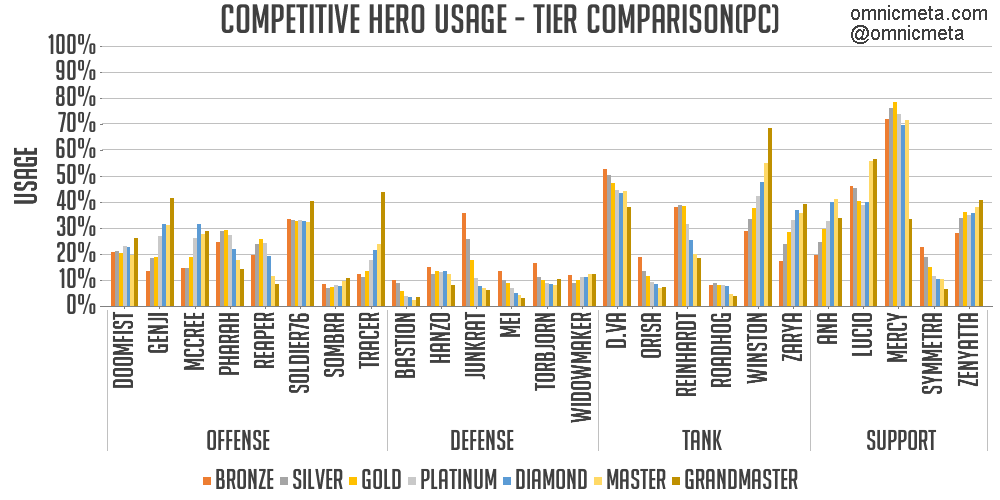 COMPETITIVE HERO USAGE - TIER COMPARISON(PC)
omnicmeta.com
@omnicmeta
100%
90%
80%
70%
60%
50%
40%
30%
20%
10%
0%
USAGE
DOOMFIST
GENJI
MCCREE
PHARAH
REAPER
SOLDIER76
SOMBRA
TRACER
BASTION
HANZO
JUNKRAT
MEI
TORBJORN
WIDOWMAKER
D.VA
ORISA
REINHARDT
ROADHOG
WINSTON
ZARYA
ANA
LUCIO
MERCY
SYMMETRA
ZENYATTA
OFFENSE
DEFENSE
TANK
SUPPORT
BRONZE SILVER GOLD PLATINUM DIAMOND MASTER GRANDMASTER